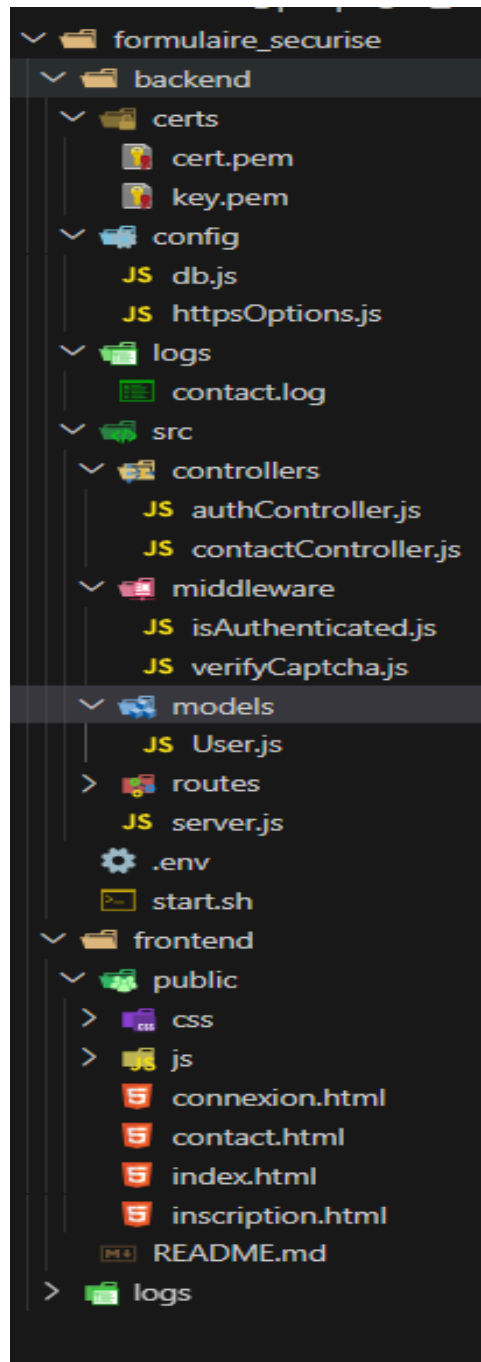 formulaire_securise
backend
certs
cert.pem
key.pem
config
JS db.js
JS httpsOptions.js
logs
contact.log
src
controllers
JS authController.js
JS contactController.js
middleware
JS isAuthenticated.js
JS verifyCaptcha.js
models
JS User.js
routes
JS server.js
.env
start.sh
frontend
public
css
js
connexion.html
contact.html
index.html
inscription.html
README.md
logs